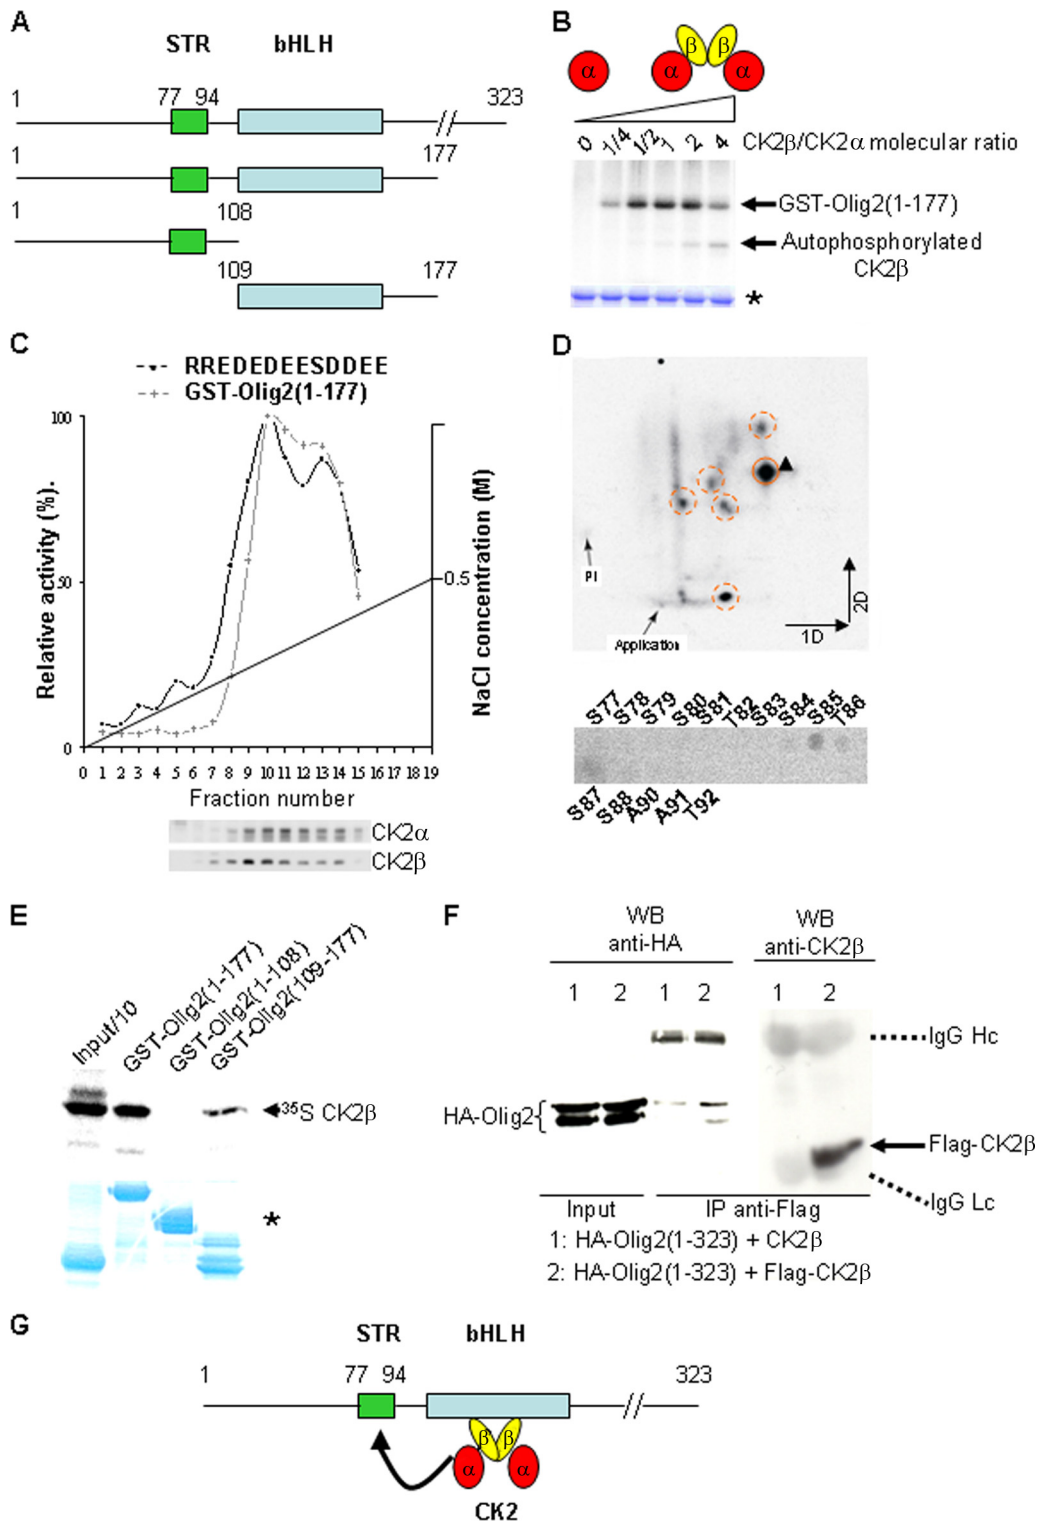 A
STR bHLH
1 77 94 323
1 177
1 108
109 177
B
α α β β α
0 1/4 1/2 1 2 4 CK2β/CK2α molecular ratio
GST-Olig2(1-177)
Autophosphorylated
CK2β
*
C
RREDEDEESDDEE
GST-Olig2(1-177)
100
50
0
Relative activity (%).
0.5
NaCl concentration (M)
0 1 2 3 4 5 6 7 8 9 10 11 12 13 14 15 16 17 18 19
Fraction number
CK2α
CK2β
D
PI
Application
1D
2D
S77 S78 S79 S80 S81 T82 S83 S84 S85 T86
S87 S88 A90 A91 T92
E
Input/10
GST-Olig2(1-177)
GST-Olig2(1-108)
GST-Olig2(109-177)
35S CK2β
*
F
WB
anti-HA
WB
anti-CK2β
1 2 1 2 1 2
IgG Hc
HA-Olig2
Flag-CK2β
IgG Lc
Input IP anti-Flag
1: HA-Olig2(1-323) + CK2β
2: HA-Olig2(1-323) + Flag-CK2β
G
STR bHLH
1 77 94 323
β β
α α
CK2